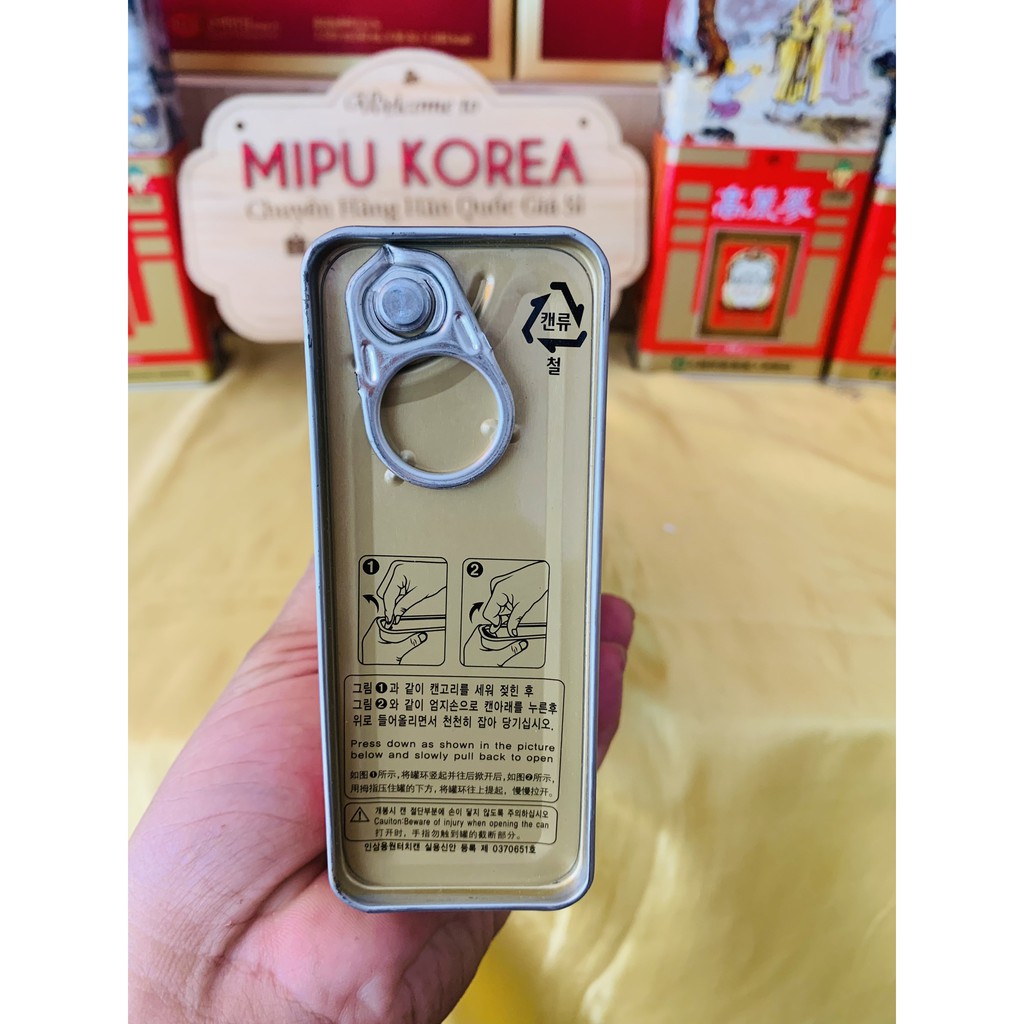 Welcome to
MIPU KOREA
Chuyên Hàng Hàn Quốc Giá Sỉ
高麗蔘
캔류
철
1
2
그림 ❶과 같이 캔고리를 세워 젖힌 후
그림 ❷와 같이 엄지손으로 캔아래를 누른후
위로 들어올리면서 천천히 잡아 당기십시오.
Press down as shown in the picture
below and slowly pull back to open
如图❶所示,将罐环竖起并往后掀开后,如图❷所示,
用拇指压住罐的下方,将罐环往上提起, 慢慢拉开。
개봉시 캔 절단부분에 손이 닿지 않도록 주의하십시오
Cauiton:Beware of injury when opening the can
打开时, 手指勿触到罐的截断部分。
인삼용원터치캔 실용신안 등록 제 0370651호